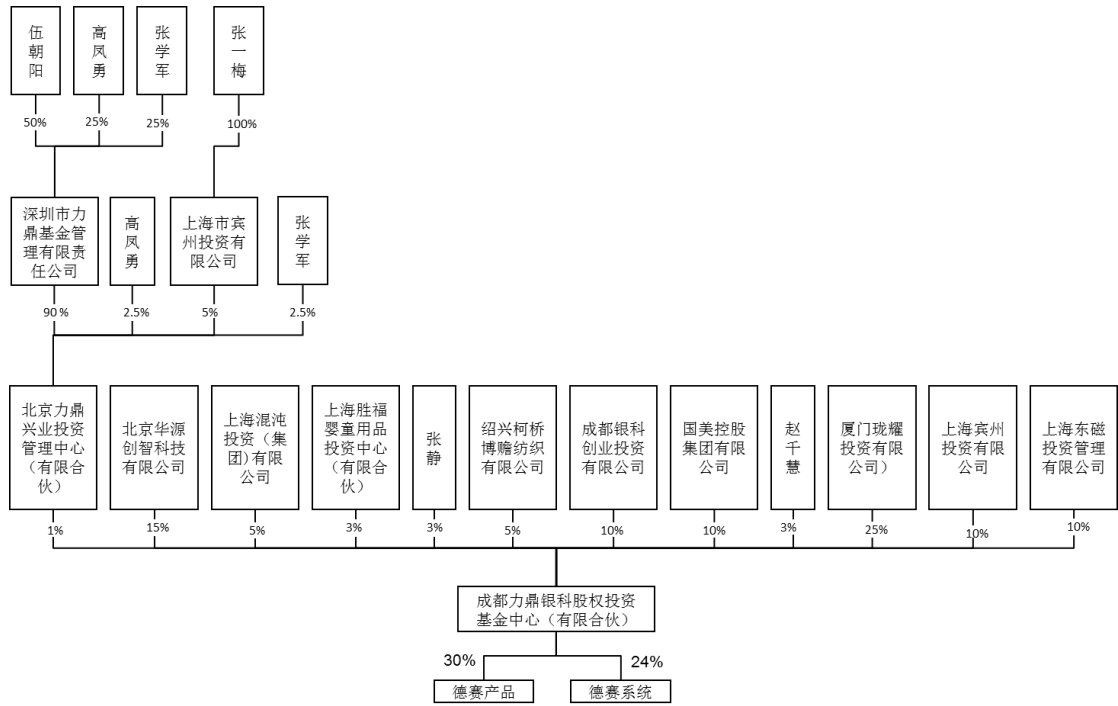 伍朝阳
高凤勇
张学军
张一梅
50%
25%
25%
100%
深圳市力
鼎基金管
理有限责
任公司
高凤勇
上海市宾
州投资有
限公司
张学军
90%
2.5%
5%
2.5%
北京力鼎
兴业投资
管理中心
（有限合
伙）
北京华源
创智科技
有限公司
上海混沌
投资（集
团）有限
公司
上海胜福
婴童用品
投资中心
（有限合
伙）
张静
绍兴柯桥
博赡纺织
有限公司
成都银科
创业投资
有限公司
国美控股
集团有限
公司
赵千慧
厦门珑耀
投资有限
公司）
上海宾州
投资有限
公司
上海东磁
投资管理
有限公司
1%
15%
5%
3%
3%
5%
10%
10%
3%
25%
10%
10%
成都力鼎银科股权投资
基金中心（有限合伙）
30%
24%
德赛产品
德赛系统